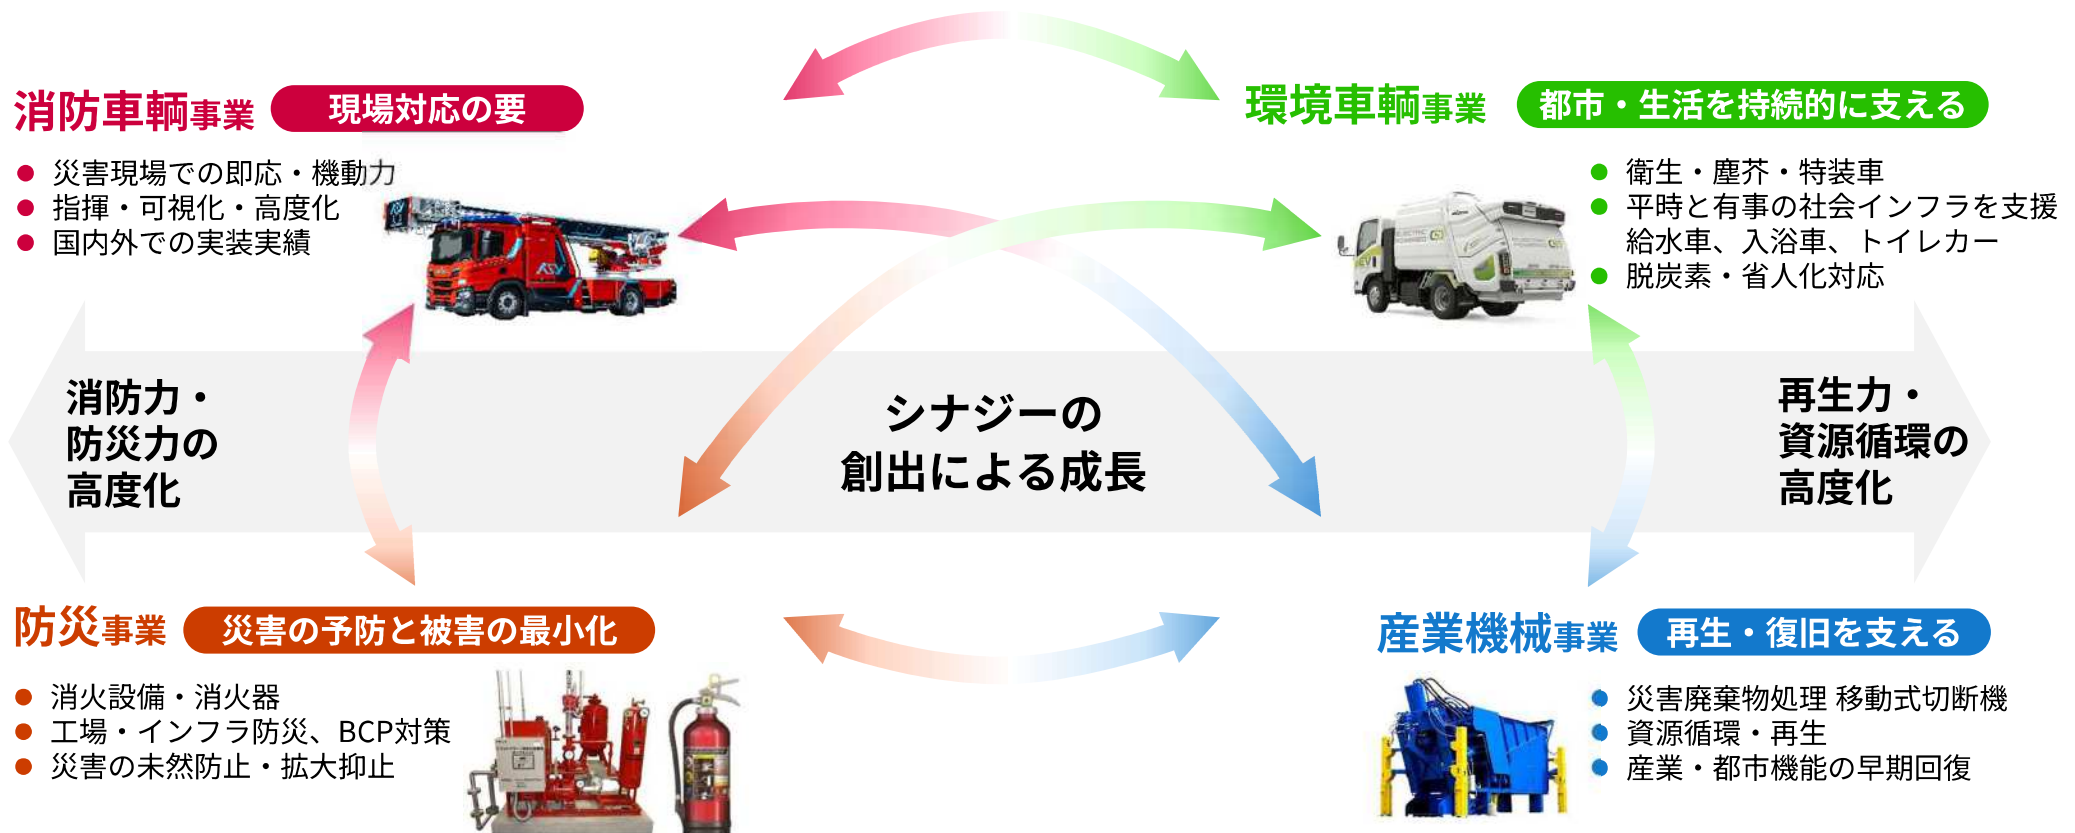 消防車輌事業 現場対応の要
● 災害現場での即応・機動力
● 指揮・可視化・高度化
● 国内外での実装実績
環境車輌事業 都市・生活を持続的に支える
● 衛生・塵芥・特装車
● 平時と有事の社会インフラを支援
給水車、入浴車、トイレカー
● 脱炭素・省人化対応
消防力・
防災力の
高度化
シナジーの
創出による成長
再生力・
資源循環の
高度化
防災事業 災害の予防と被害の最小化
● 消火設備・消火器
● 工場・インフラ防災、BCP対策
● 災害の未然防止・拡大抑止
産業機械事業 再生・復旧を支える
● 災害廃棄物処理 移動式切断機
● 資源循環・再生
● 産業・都市機能の早期回復